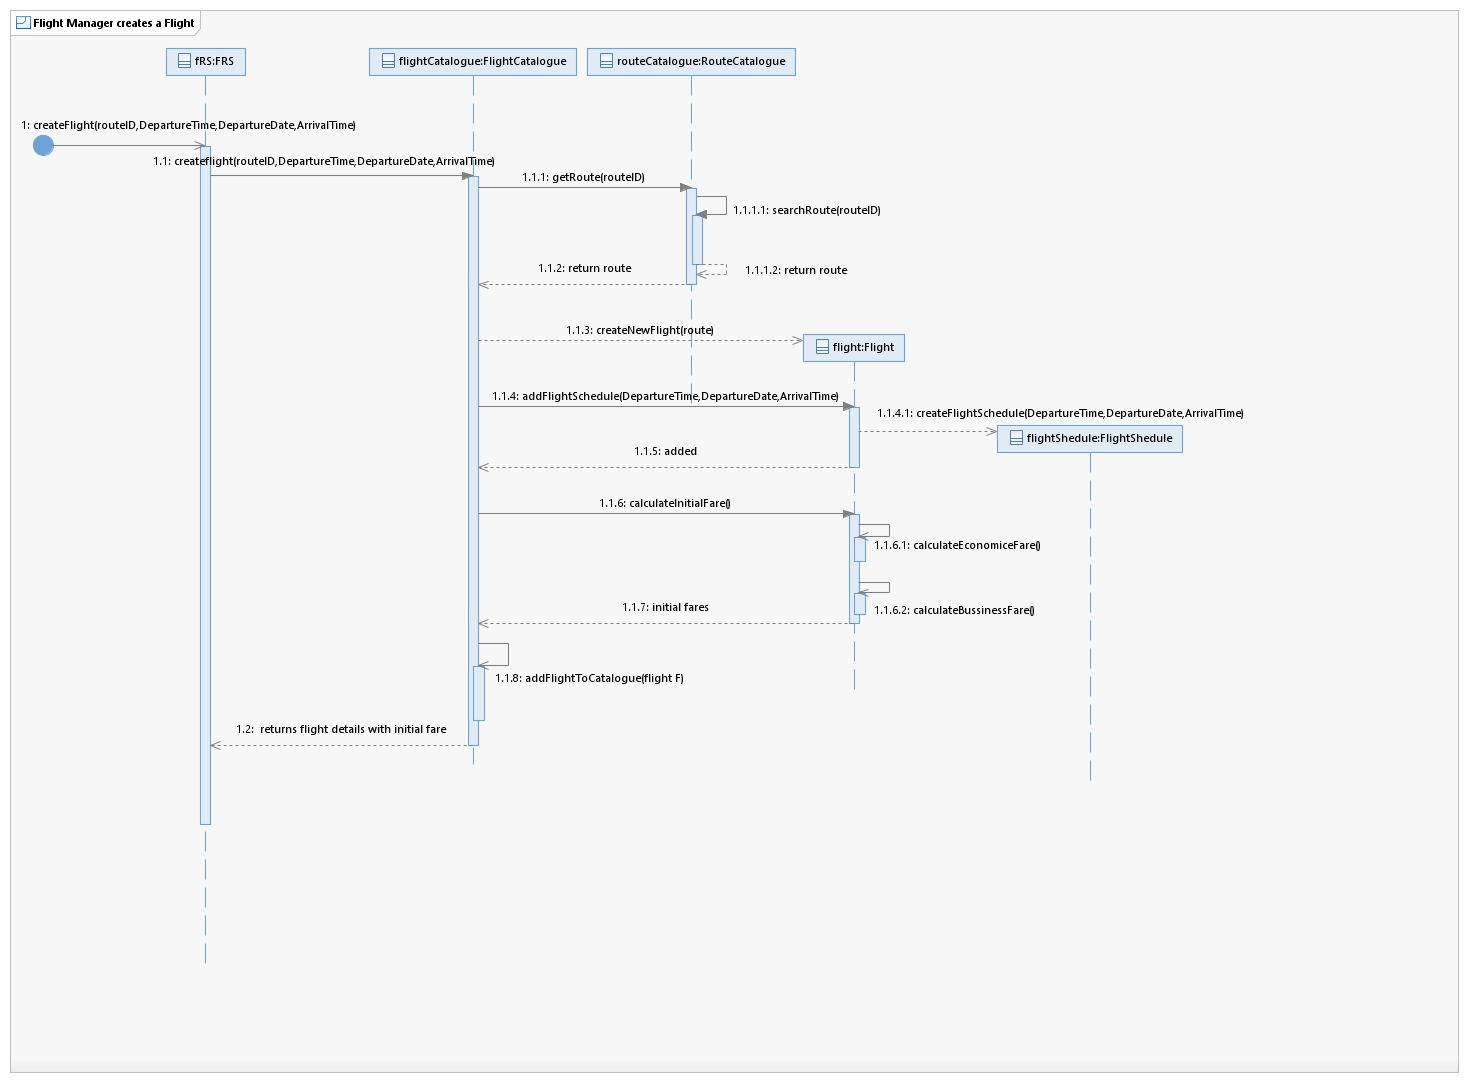 Flight Manager creates a Flight
fRS:FRS
flightCatalogue:FlightCatalogue
routeCatalogue:RouteCatalogue
1: createFlight(routeID,DepartureTime,DepartureDate,ArrivalTime)
1.1: createflight(routeID,DepartureTime,DepartureDate,ArrivalTime)
1.1.1: getRoute(routeID)
1.1.1.1: searchRoute(routeID)
1.1.2: return route
1.1.1.2: return route
1.1.3: createNewFlight(route)
flight:Flight
1.1.4: addFlightSchedule(DepartureTime,DepartureDate,ArrivalTime)
1.1.4.1: createFlightSchedule(DepartureTime,DepartureDate,ArrivalTime)
flightShedule:FlightShedule
1.1.5: added
1.1.6: calculateInitialFare()
1.1.6.1: calculateEconomiceFare()
1.1.7: initial fares
1.1.6.2: calculateBussinessFare()
1.1.8: addFlightToCatalogue(flight F)
1.2:  returns flight details with initial fare